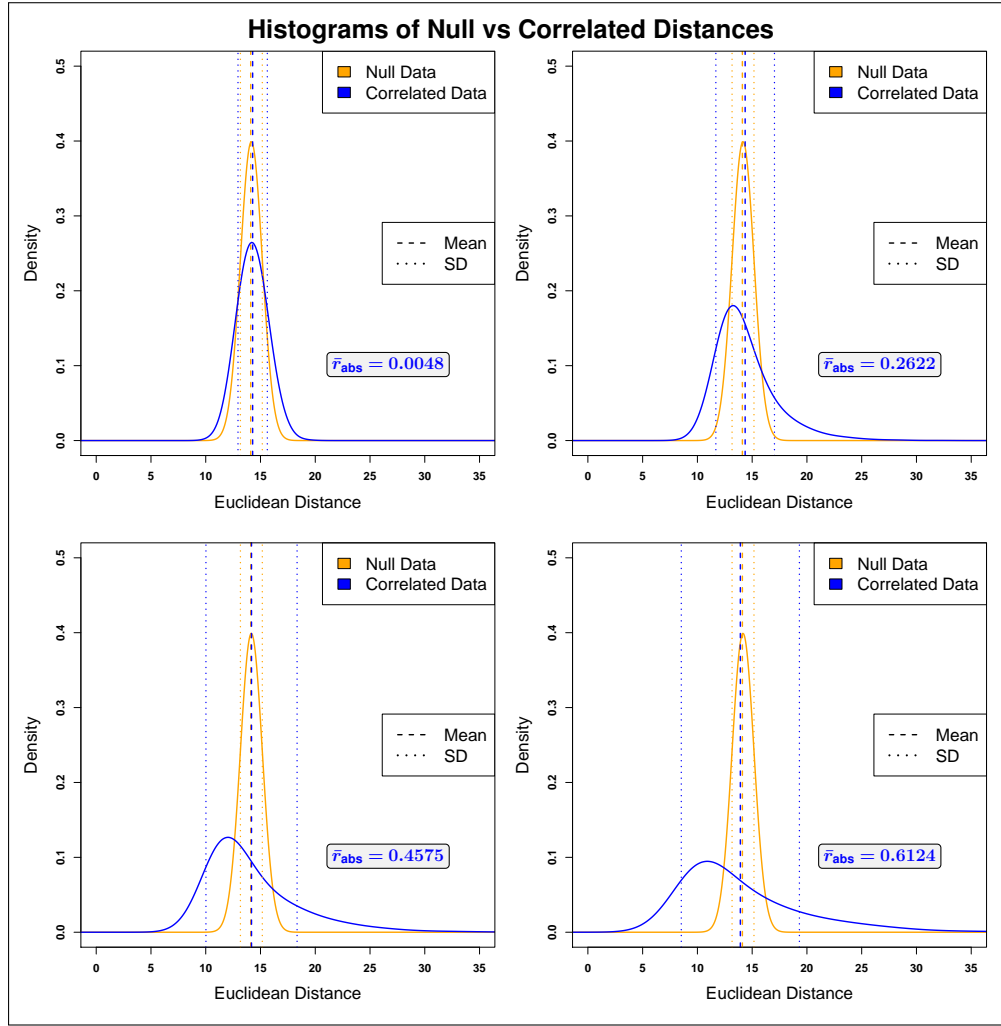 Histograms of Null vs Correlated Distances
Null Data
Correlated Data
Mean
SD
r̄abs = 0.0048
Density
0.0
0.1
0.2
0.3
0.4
0.5
0 5 10 15 20 25 30 35
Euclidean Distance
Null Data
Correlated Data
Mean
SD
r̄abs = 0.2622
Density
0.0
0.1
0.2
0.3
0.4
0.5
0 5 10 15 20 25 30 35
Euclidean Distance
Null Data
Correlated Data
Mean
SD
r̄abs = 0.4575
Density
0.0
0.1
0.2
0.3
0.4
0.5
0 5 10 15 20 25 30 35
Euclidean Distance
Null Data
Correlated Data
Mean
SD
r̄abs = 0.6124
Density
0.0
0.1
0.2
0.3
0.4
0.5
0 5 10 15 20 25 30 35
Euclidean Distance